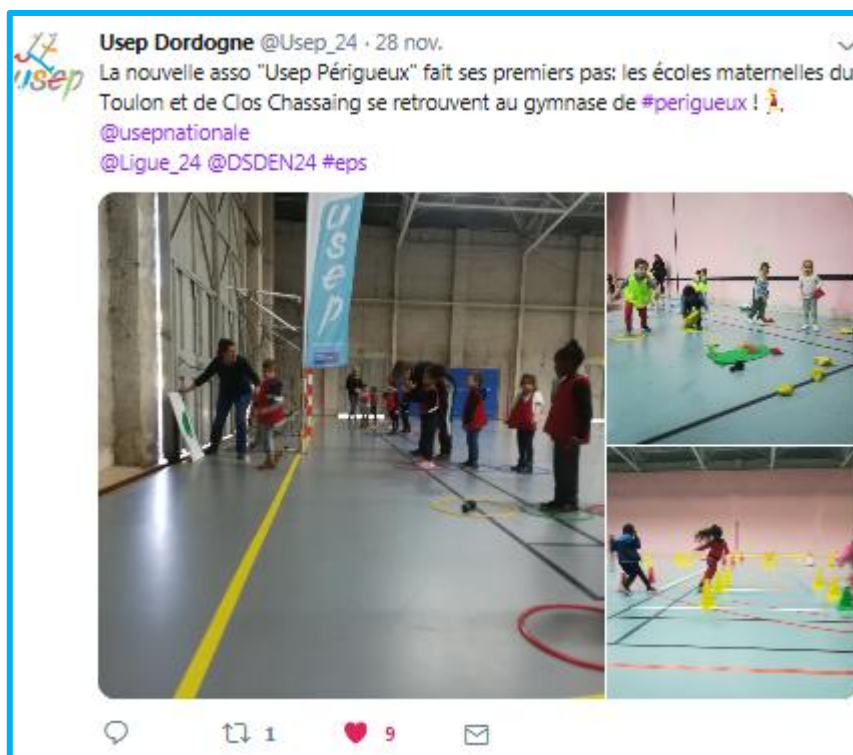 usep
Usep Dordogne @Usep_24 · 28 nov.
La nouvelle asso "Usep Périgueux" fait ses premiers pas: les écoles maternelles du
Toulon et de Clos Chassaing se retrouvent au gymnase de #perigueux ! 🏃
@usepnationale
@Ligue_24 @DSDEN24 #eps
usep
1
9